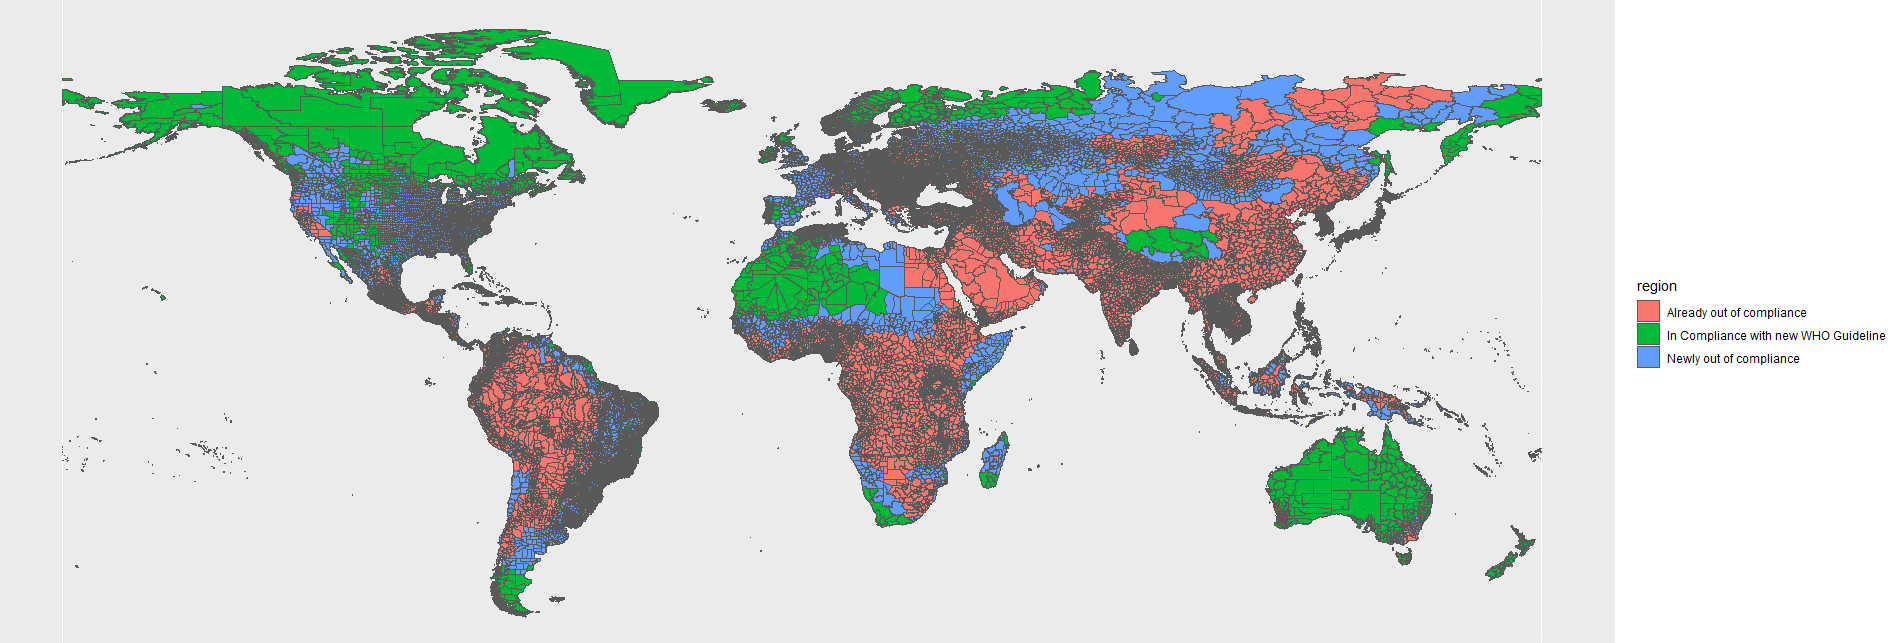 region
Already out of compliance
In Compliance with new WHO Guideline
Newly out of compliance